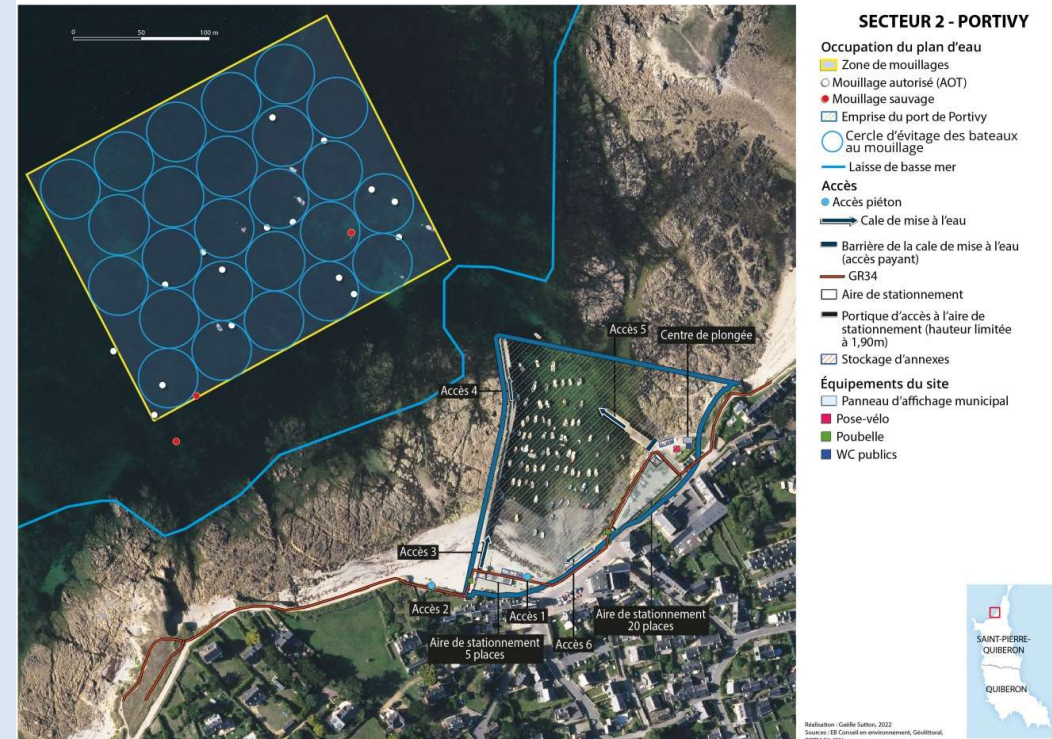 0 50 100 m
Accès 5
Centre de plongée
Accès 4
Accès 3
Accès 2
Accès 1
Aire de stationnement
5 places
Accès 6
Aire de stationnement
20 places
SECTEUR 2 - PORTIVY
Occupation du plan d'eau
Zone de mouillages
Mouillage autorisé (AOT)
Mouillage sauvage
Emprise du port de Portivy
Cercle d'évitage des bateaux
au mouillage
Laisse de basse mer
Accès
Accès piéton
Cale de mise à l'eau
Barrière de la cale de mise à l'eau
(accès payant)
GR34
Aire de stationnement
Portique d'accès à l'aire de
stationnement (hauteur limitée
à 1,90m)
Stockage d'annexes
Équipements du site
Panneau d'affichage municipal
Pose-vélo
Poubelle
WC publics
SAINT-PIERRE-
QUIBERON
QUIBERON
Réalisation : Gaëlle Sutton, 2022
Sources : EB Conseil en environnement, Géolittoral,